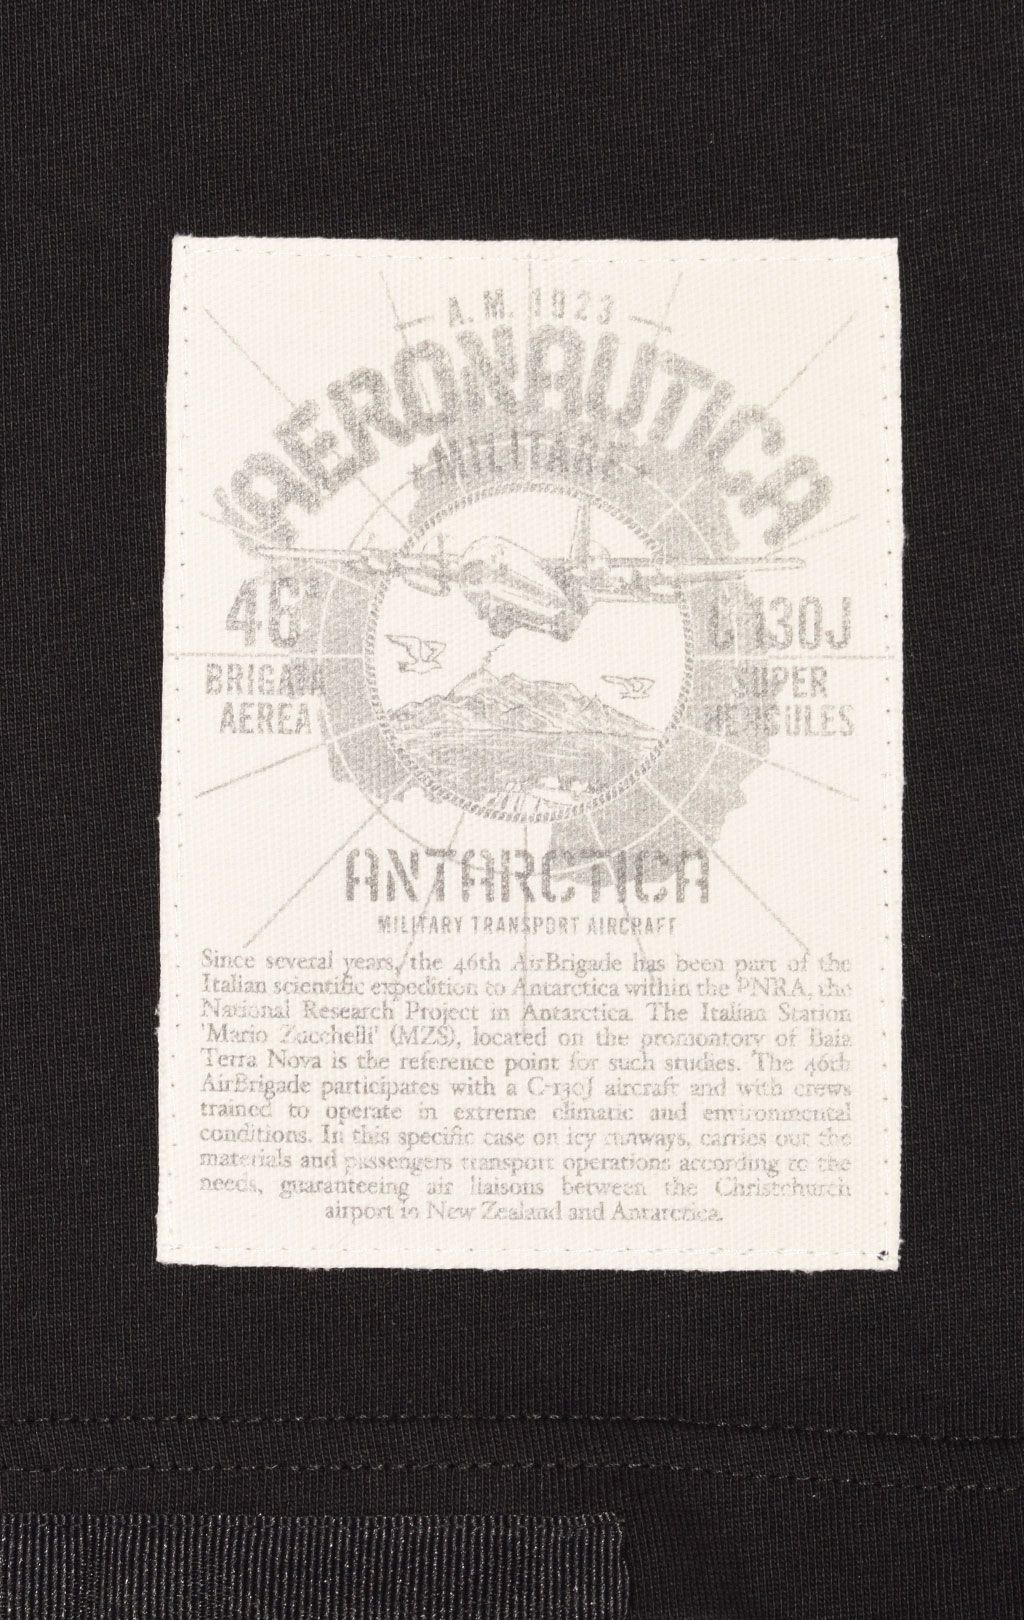 A.M. 1923
AERONAUTICA
MILITARE
46ª
BRIGATA
AEREA
C-130J
SUPER
HERCULES
ANTARCTICA
MILITARY TRANSPORT AIRCRAFT
Since several years, the 46th AirBrigade has been part of the
Italian scientific expedition to Antarctica within the PNRA, the
National Research Project in Antarctica. The Italian Station
'Mario Zucchelli' (MZS), located on the promontory of Baia
Terra Nova is the reference point for such studies. The 46th
AirBrigade participates with a C-130J aircraft and with crews
trained to operate in extreme climatic and environmental
conditions. In this specific case on icy runways, carries out the
materials and passengers transport operations according to the
needs, guaranteeing air liaisons between the Christchurch
airport in New Zealand and Antarctica.